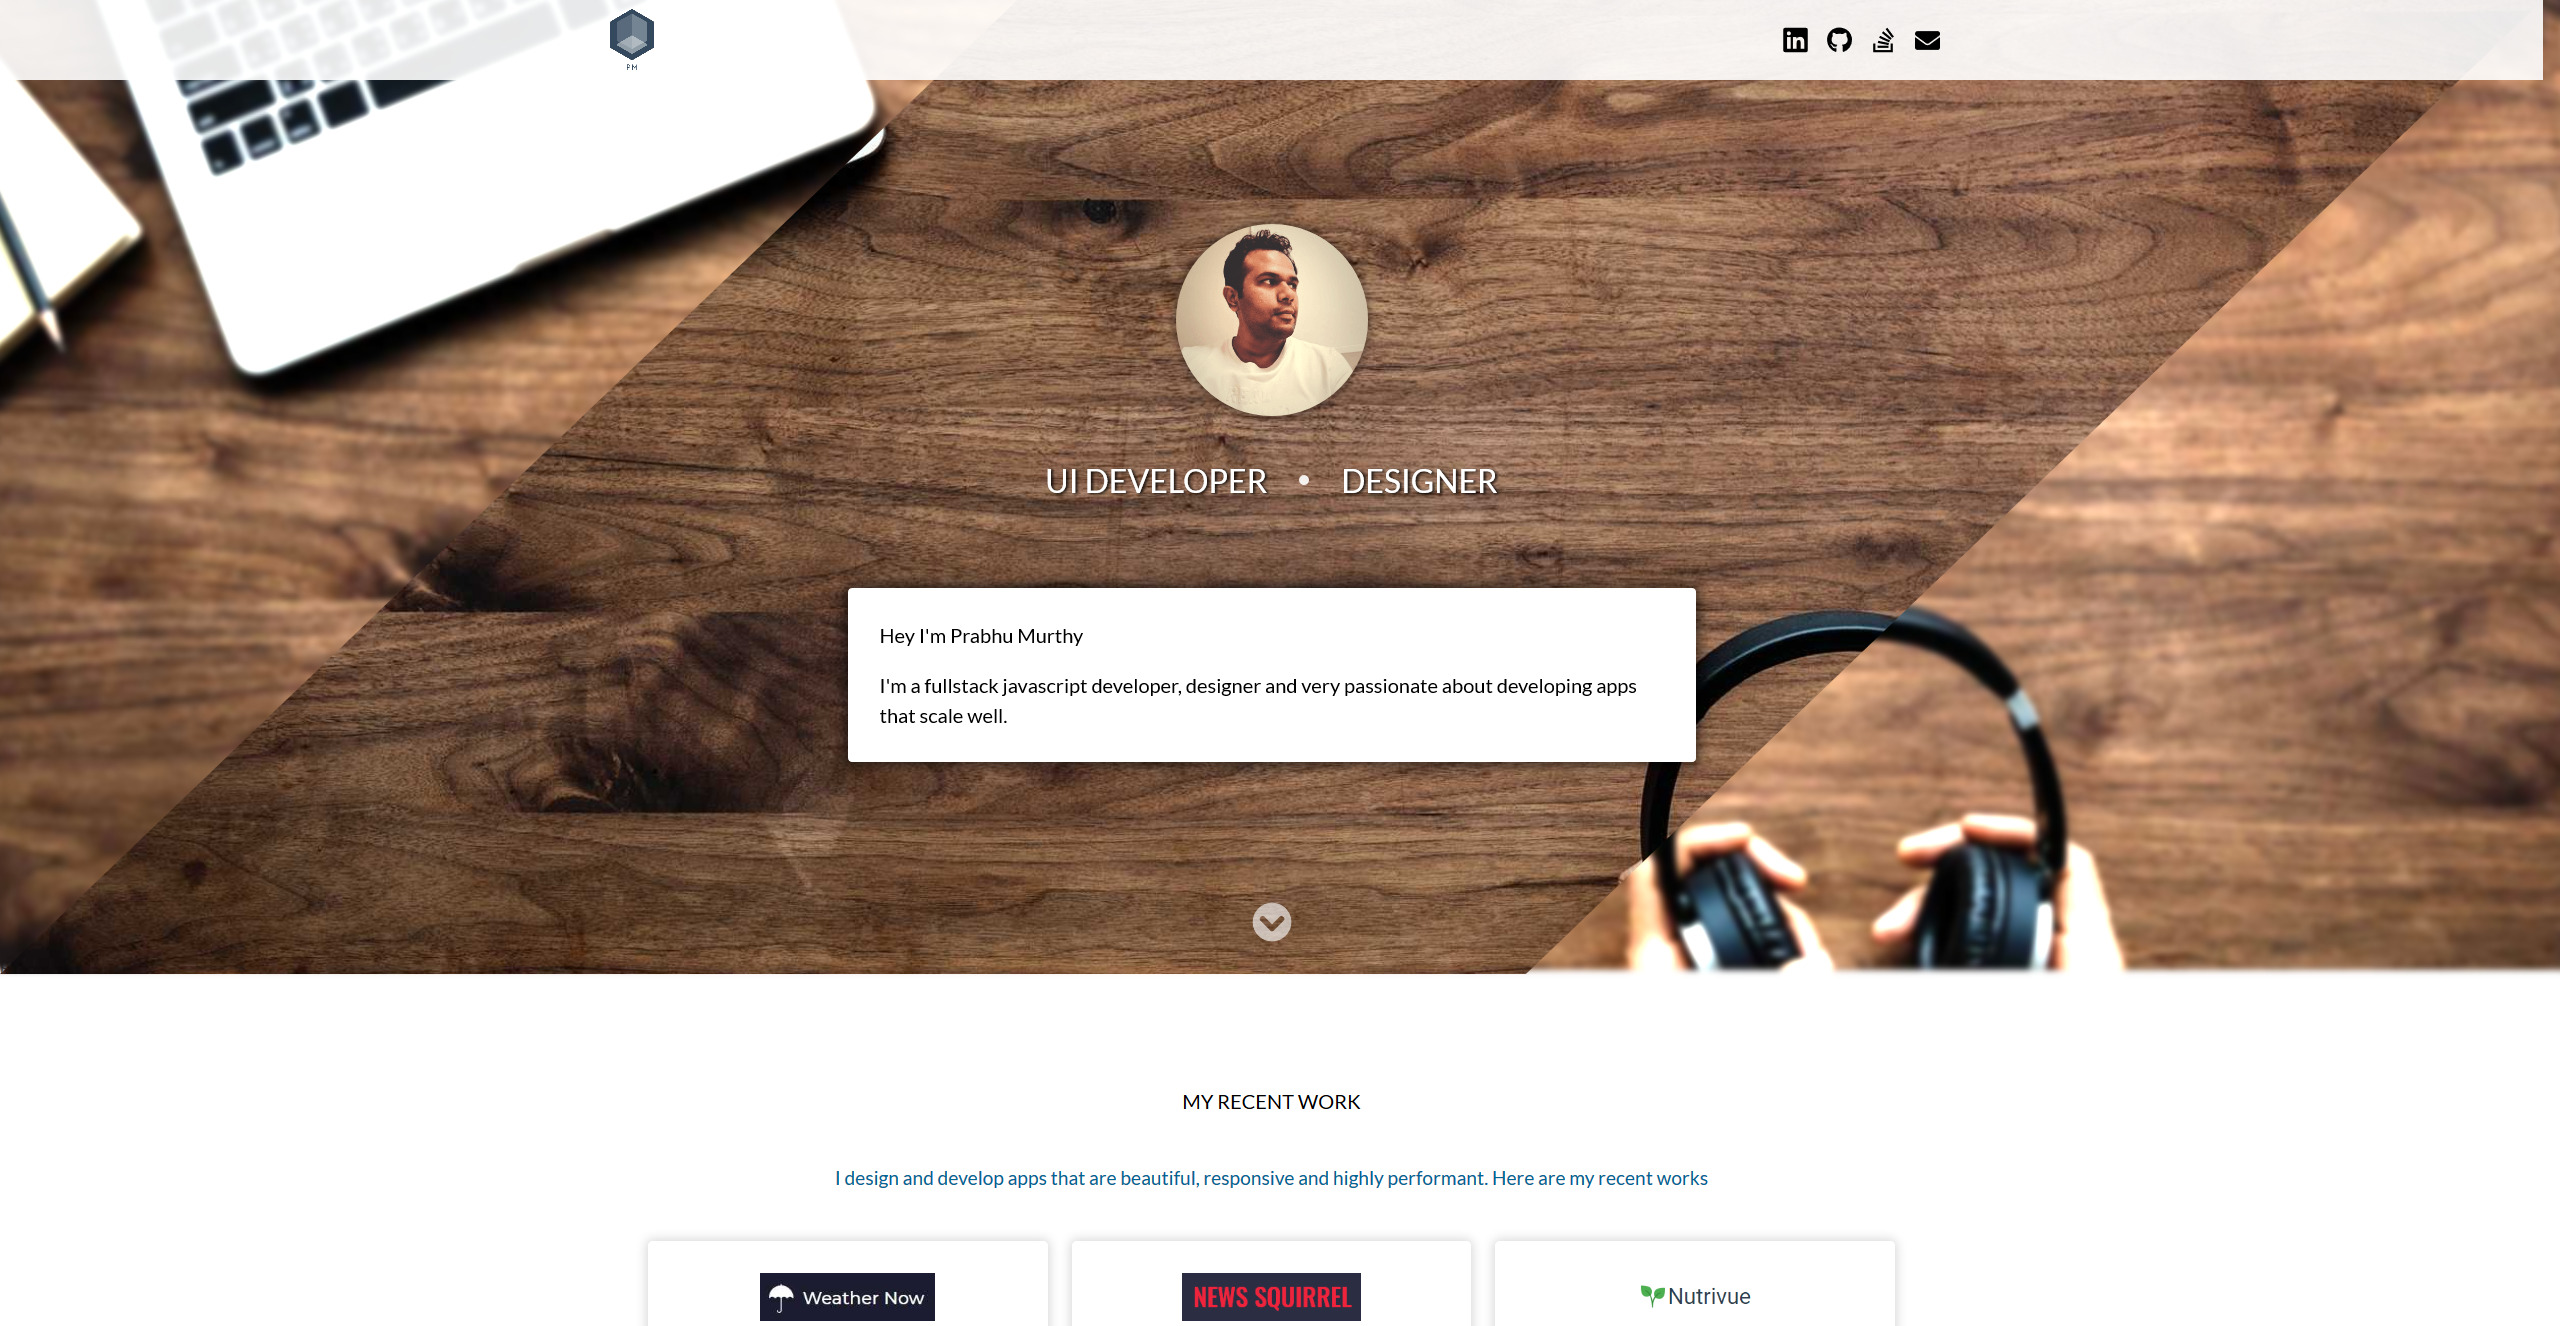 PM
UI DEVELOPER • DESIGNER
Hey I'm Prabhu Murthy
I'm a fullstack javascript developer, designer and very passionate about developing apps
that scale well.
MY RECENT WORK
I design and develop apps that are beautiful, responsive and highly performant. Here are my recent works
Weather Now
NEWS SQUIRREL
Nutrivue